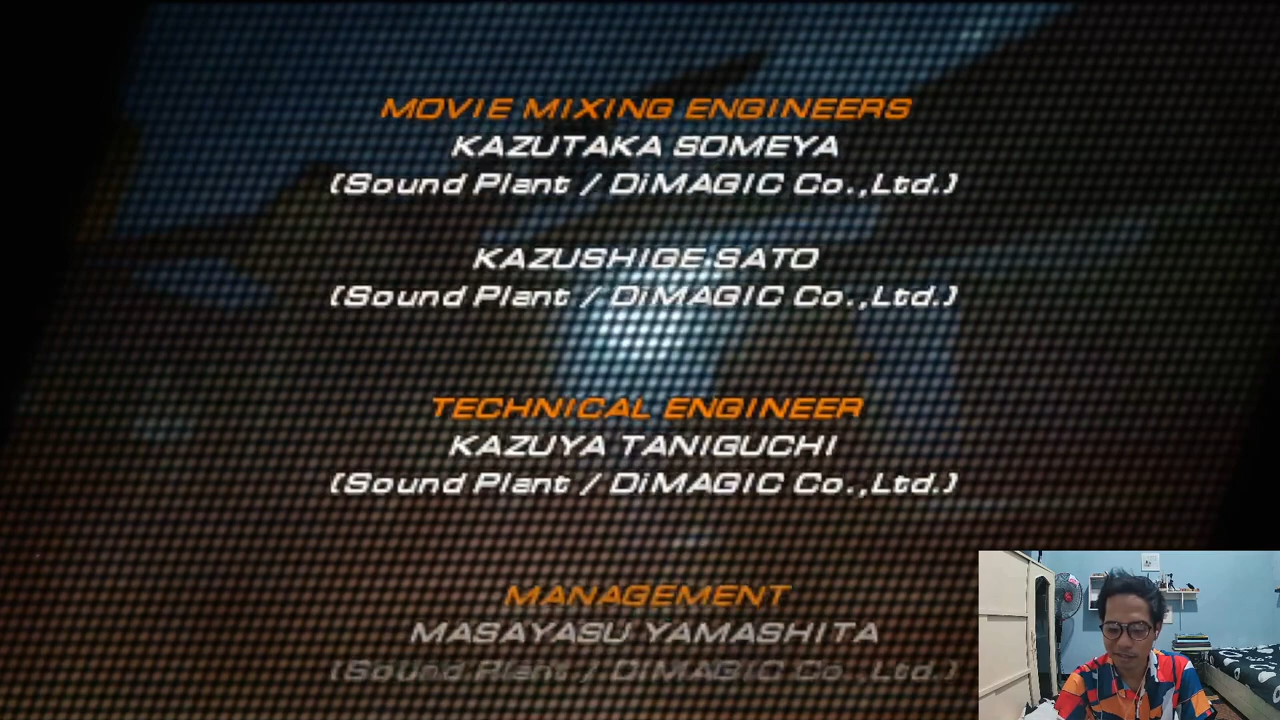 MOVIE MIXING ENGINEERS
KAZUTAKA SOMEYA
(Sound Plant / DiMAGIC Co.,Ltd.)
KAZUSHIGE SATO
(Sound Plant / DiMAGIC Co.,Ltd.)
TECHNICAL ENGINEER
KAZUYA TANIGUCHI
(Sound Plant / DiMAGIC Co.,Ltd.)
MANAGEMENT
MASAYASU YAMASHITA
(Sound Plant / DiMAGIC Co.,Ltd.)